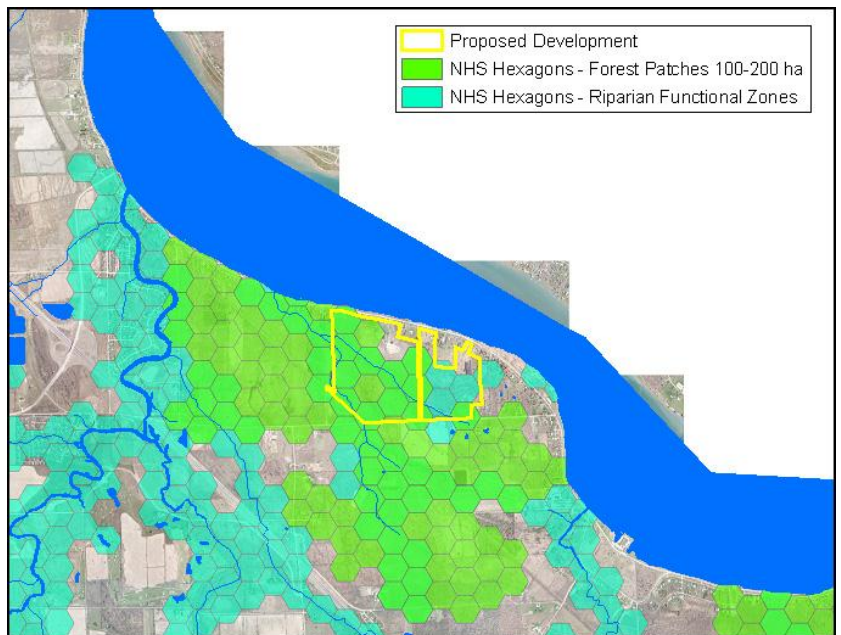 Proposed Development
NHS Hexagons - Forest Patches 100-200 ha
NHS Hexagons - Riparian Functional Zones